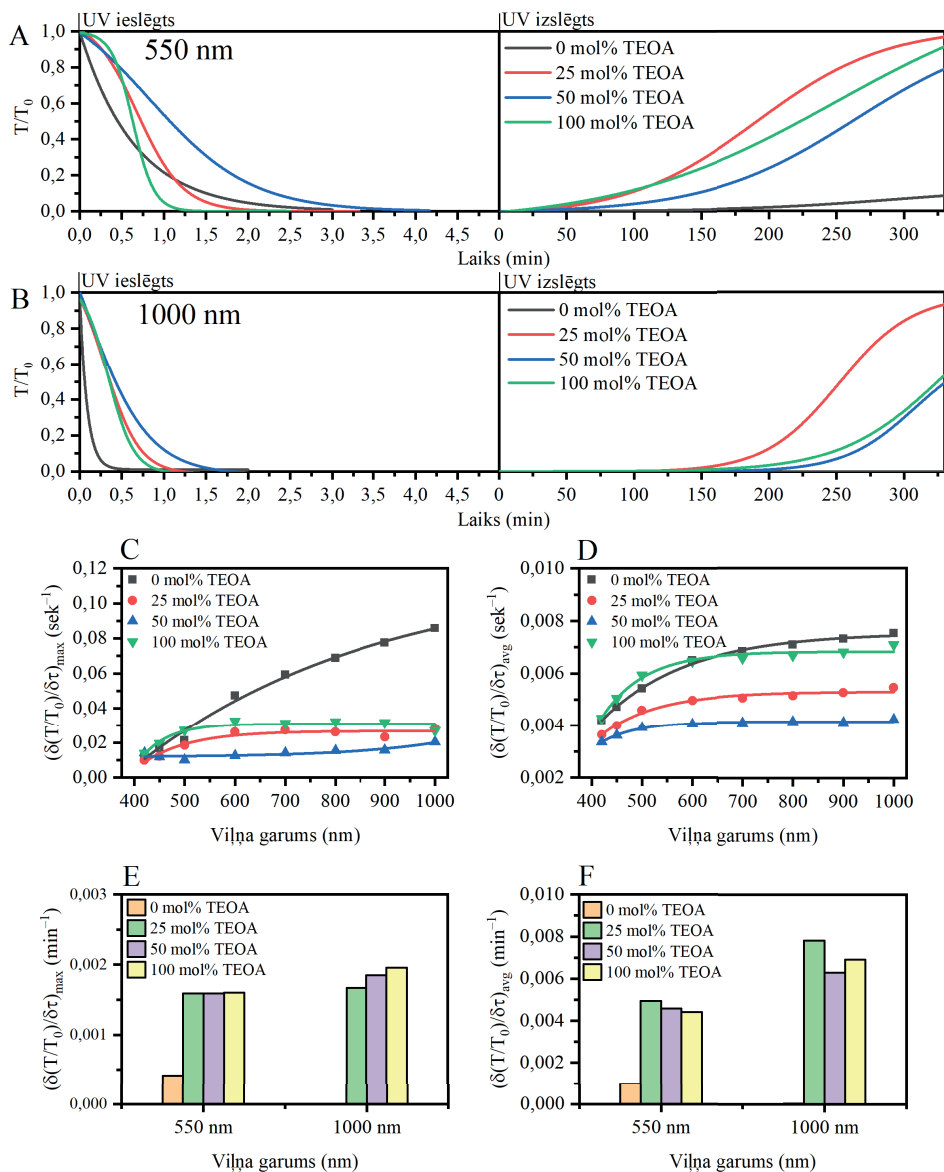 A
UV ieslēgts
UV izslēgts
550 nm
0 mol% TEOA
25 mol% TEOA
50 mol% TEOA
100 mol% TEOA
T/T₀
1,0
0,8
0,6
0,4
0,2
0,0
0,0 0,5 1,0 1,5 2,0 2,5 3,0 3,5 4,0 4,5
50 100 150 200 250 300
Laiks (min)
B
UV ieslēgts
UV izslēgts
1000 nm
0 mol% TEOA
25 mol% TEOA
50 mol% TEOA
100 mol% TEOA
T/T₀
1,0
0,8
0,6
0,4
0,2
0,0
0,0 0,5 1,0 1,5 2,0 2,5 3,0 3,5 4,0 4,5
0 50 100 150 200 250 300
Laiks (min)
C
0 mol% TEOA
25 mol% TEOA
50 mol% TEOA
100 mol% TEOA
(δ(T/T₀)/δτ)max (sek⁻¹)
0,12
0,10
0,08
0,06
0,04
0,02
0,00
400 500 600 700 800 900 1000
Viļņa garums (nm)
D
0 mol% TEOA
25 mol% TEOA
50 mol% TEOA
100 mol% TEOA
(δ(T/T₀)/δτ)avg (sek⁻¹)
0,010
0,008
0,006
0,004
0,002
400 500 600 700 800 900 1000
Viļņa garums (nm)
E
0 mol% TEOA
25 mol% TEOA
50 mol% TEOA
100 mol% TEOA
(δ(T/T₀)/δτ)max (min⁻¹)
0,003
0,002
0,001
0,000
550 nm 1000 nm
Viļņa garums (nm)
F
0 mol% TEOA
25 mol% TEOA
50 mol% TEOA
100 mol% TEOA
(δ(T/T₀)/δτ)avg (min⁻¹)
0,010
0,008
0,006
0,004
0,002
0,000
550 nm 1000 nm
Viļņa garums (nm)